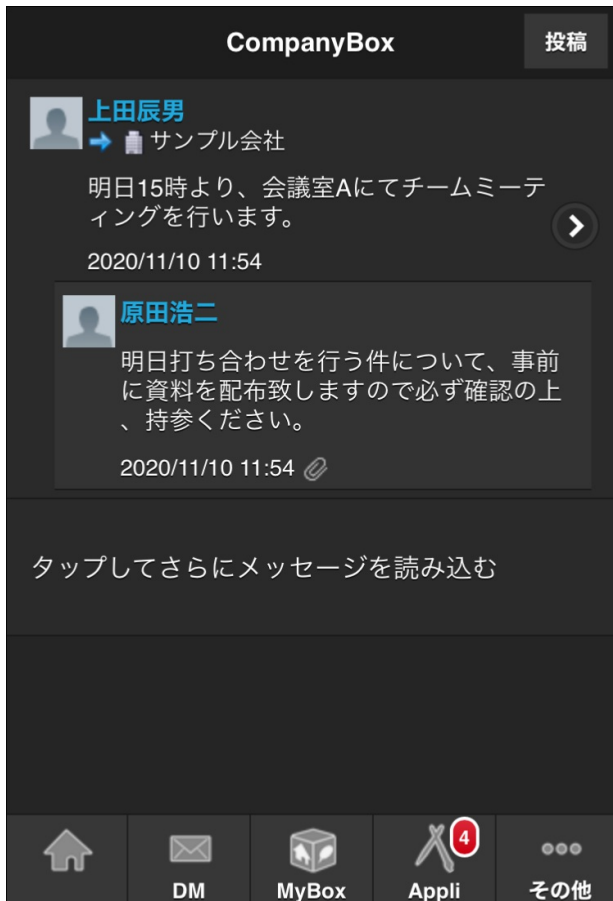 CompanyBox
投稿
上田辰男
サンプル会社
明日15時より、会議室Aにてチームミーテ
ィングを行います。
2020/11/10 11:54
原田浩二
明日打ち合わせを行う件について、事前
に資料を配布致しますので必ず確認の上
、持参ください。
2020/11/10 11:54
タップしてさらにメッセージを読み込む
4
DM
MyBox
Appli
その他